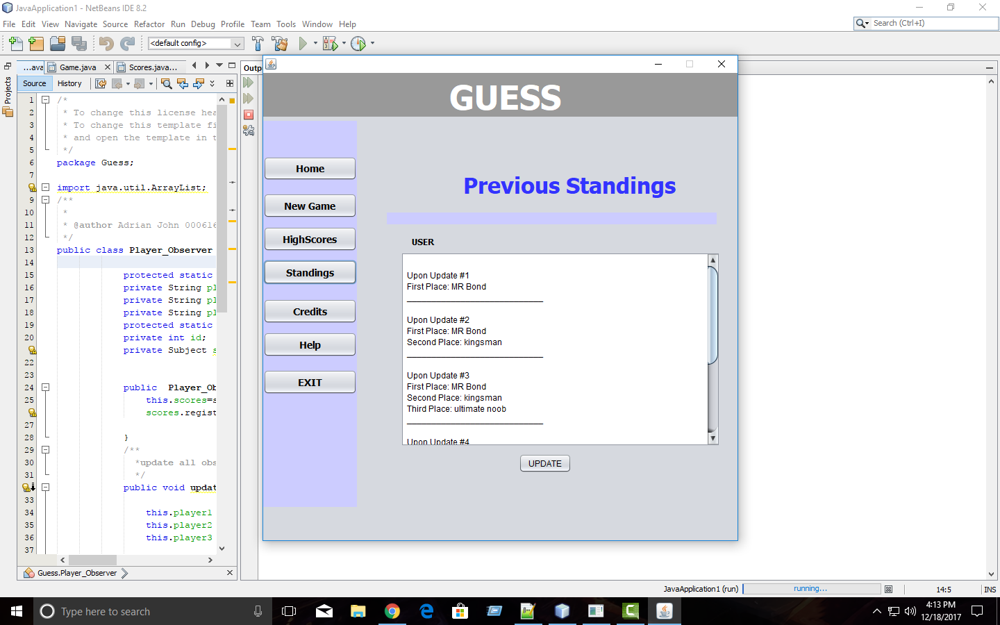 JavaApplication1 - NetBeans IDE 8.2
File Edit View Navigate Source Refactor Run Debug Profile Team Tools Window Help
Search (Ctrl+I)
<default config>
...ava Game.java Scores.java...
Outp
Projects
Source History
1 /*
2 * To change this license hea
3 * To change this template fi
4 * and open the template in t
5 */
6 package Guess;
7
import java.util.ArrayList;
9 /**
10 *
11 * @author Adrian John 000616
12 */
13 public class Player_Observer
14
15 protected static
16 private String pl
17 private String pl
18 private String pl
19 protected static
20 private int id;
private Subject s
22
23
24 public Player_Ob
25 this.scores=s
scores.regist
27
28 }
29 /**
30 *update all obs
31 */
public void updat
33
34 this.player1
35 this.player2
36 this.player3
37
Guess.Player_Observer
GUESS
Home
New Game
HighScores
Standings
Credits
Help
EXIT
Previous Standings
USER
Upon Update #1
First Place: MR Bond
Upon Update #2
First Place: MR Bond
Second Place: kingsman
Upon Update #3
First Place: MR Bond
Second Place: kingsman
Third Place: ultimate noob
Upon Update #4
UPDATE
JavaApplication1 (run) running... 14:5 INS
Type here to search
4:13 PM
12/18/2017